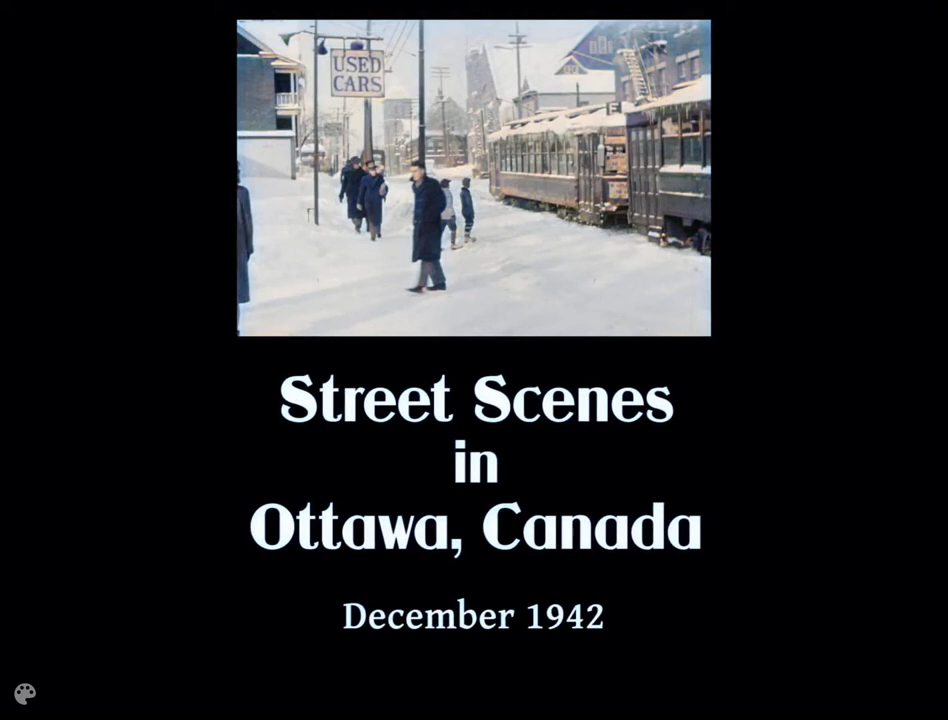 USED
CARS
Street Scenes
in
Ottawa, Canada
December 1942